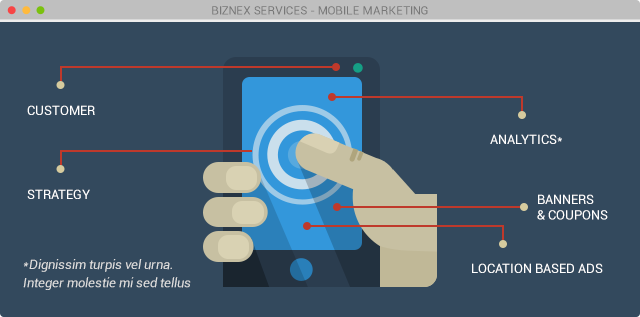 BIZNEX SERVICES - MOBILE MARKETING
CUSTOMER
ANALYTICS*
STRATEGY
BANNERS
& COUPONS
LOCATION BASED ADS
*Dignissim turpis vel urna.
Integer molestie mi sed tellus